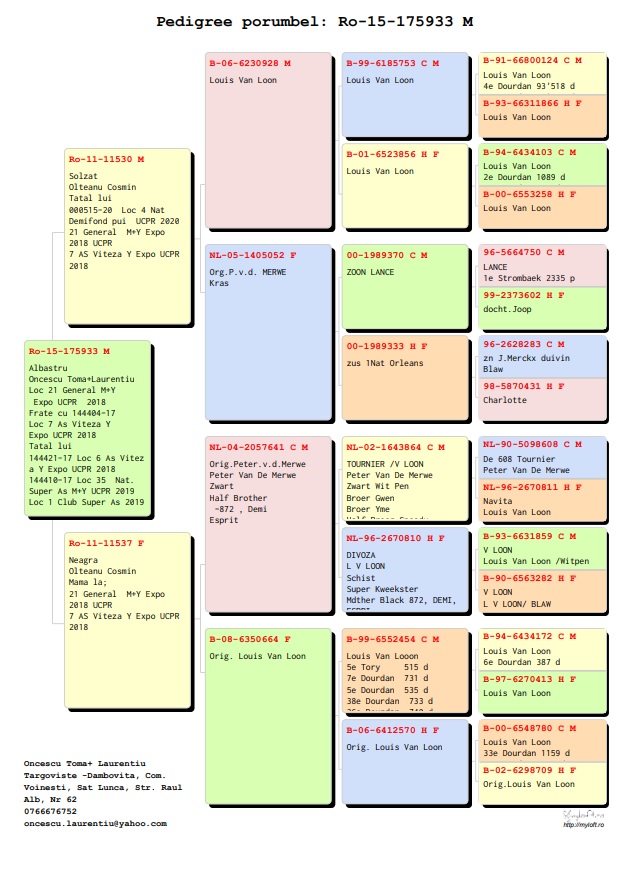 Pedigree porumbel: Ro-15-175933 M
Ro-15-175933 M
Albastru
Oncescu Toma+Laurentiu
Loc 21 General M+Y
Expo UCPR 2018
Frate cu 144404-17
Loc 7 As Viteza Y
Expo UCPR 2018
Tatal lui
144421-17 Loc 6 As Vitez
a Y Expo UCPR 2018
144410-17 Loc 35 Nat.
Super As M+Y UCPR 2019
Loc 1 Club Super As 2019
Ro-11-11530 M
Solzat
Olteanu Cosmin
Tatal lui
000515-20 Loc 4 Nat
Demifond pui UCPR 2020
21 General M+Y Expo
2018 UCPR
7 AS Viteza Y Expo UCPR
2018
Ro-11-11537 F
Neagra
Olteanu Cosmin
Mama la;
21 General M+Y Expo
2018 UCPR
7 AS Viteza Y Expo UCPR
2018
B-06-6230928 M
Louis Van Loon
NL-05-1405052 F
Org.P.v.d. MERWE
Kras
NL-04-2057641 C M
Orig.Peter.v.d.Merwe
Peter Van De Merwe
Zwart
Half Brother
-872 , Demi
Esprit
B-08-6350664 F
Orig. Louis Van Loon
B-99-6185753 C M
Louis Van Loon
B-01-6523856 H F
Louis Van Loon
00-1989370 C M
ZOON LANCE
00-1989333 H F
zus 1Nat Orleans
NL-02-1643864 C M
TOURNIER /V LOON
Peter Van De Merwe
Zwart Wit Pen
Broer Gwen
Broer Yme
NL-96-2670810 H F
DIVOZA
L V LOON
Schist
Super Kweekster
Mdther Black 872, DEMI,
B-99-6552454 C M
Louis Van Looon
5e Tory 515 d
7e Dourdan 731 d
5e Dourdan 535 d
38e Dourdan 733 d
B-06-6412570 H F
Orig. Louis Van Loon
B-91-66800124 C M
Louis Van Loon
4e Dourdan 93'518 d
B-93-66311866 H F
Louis Van Loon
B-94-6434103 C M
Louis Van Loon
2e Dourdan 1089 d
B-00-6553258 H F
Louis Van Loon
96-5664750 C M
LANCE
1e Strombaek 2335 p
99-2373602 H F
docht.Joop
96-2628283 C M
zn J.Merckx duivin
Blaw
98-5870431 H F
Charlotte
NL-90-5098608 C M
De 608 Tournier
Peter Van De Merwe
NL-96-2670811 H F
Navita
Louis Van Loon
B-93-6631859 C M
V LOON
Louis Van Loon /Witpen
B-90-6563282 H F
V LOON
L V LOON/ BLAW
B-94-6434172 C M
Louis Van Loon
6e Dourdan 387 d
B-97-6270413 H F
Louis Van Loon
B-00-6548780 C M
Louis Van Loon
33e Dourdan 1159 d
B-02-6298709 H F
Orig.Louis Van Loon
Oncescu Toma+ Laurentiu
Targoviste -Dambovita, Com.
Voinesti, Sat Lunca, Str. Raul
Alb, Nr 62
0766676752
oncescu.laurentiu@yahoo.com
http://myloft.ro